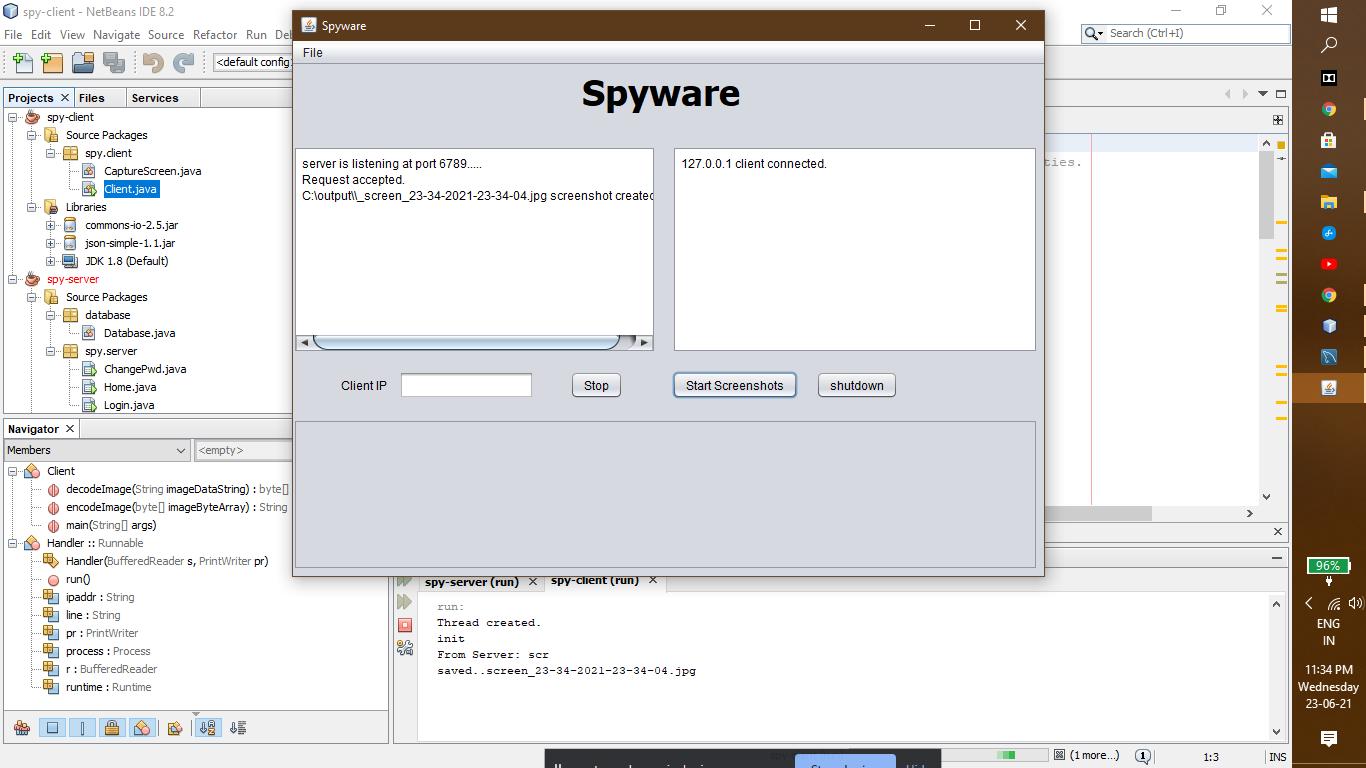 spy-client - NetBeans IDE 8.2
File Edit View Navigate Source Refactor Run
Search (Ctrl+I)
<default config
Projects Files Services
spy-client
Source Packages
spy.client
CaptureScreen.java
Client.java
Libraries
commons-io-2.5.jar
json-simple-1.1.jar
JDK 1.8 (Default)
spy-server
Source Packages
database
Database.java
spy.server
ChangePwd.java
Home.java
Login.java
Navigator
Members
<empty>
Client
decodeImage(String imageDataString) : byte[]
encodeImage(byte[] imageByteArray) : String
main(String[] args)
Handler :: Runnable
Handler(BufferedReader s, PrintWriter pr)
run()
ipaddr : String
line : String
pr : PrintWriter
process : Process
r : BufferedReader
runtime : Runtime
Spyware
File
Spyware
server is listening at port 6789.....
Request accepted.
C:\output\\_screen_23-34-2021-23-34-04.jpg screenshot created
127.0.0.1 client connected.
Client IP
Stop
Start Screenshots
shutdown
ties.
spy-server (run) spy-client (run)
run:
Thread created.
init
From Server: scr
saved..screen_23-34-2021-23-34-04.jpg
(1 more...)
1
1:3
INS
96%
ENG
IN
11:34 PM
Wednesday
23-06-21